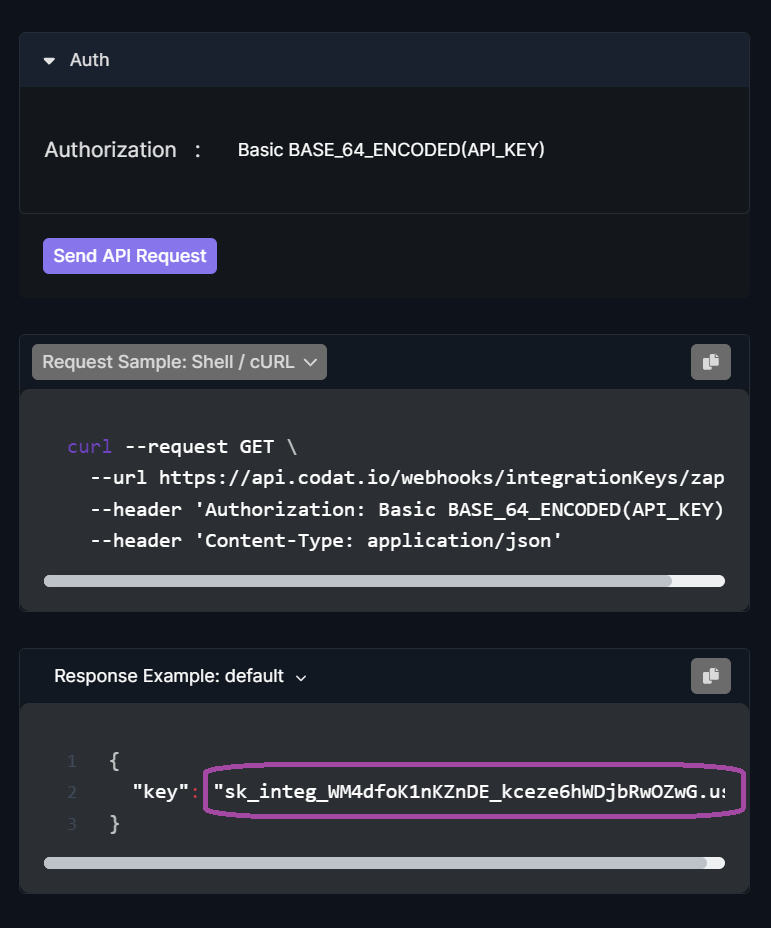 Auth
Authorization : Basic BASE_64_ENCODED(API_KEY)
Send API Request
Request Sample: Shell / cURL
curl --request GET \
--url https://api.codat.io/webhooks/integrationKeys/zap
--header 'Authorization: Basic BASE_64_ENCODED(API_KEY)
--header 'Content-Type: application/json'
Response Example: default
1 {
2 "key": "sk_integ_WM4dfoK1nKZnDE_kceze6hWDjbRwOZwG.us
3 }